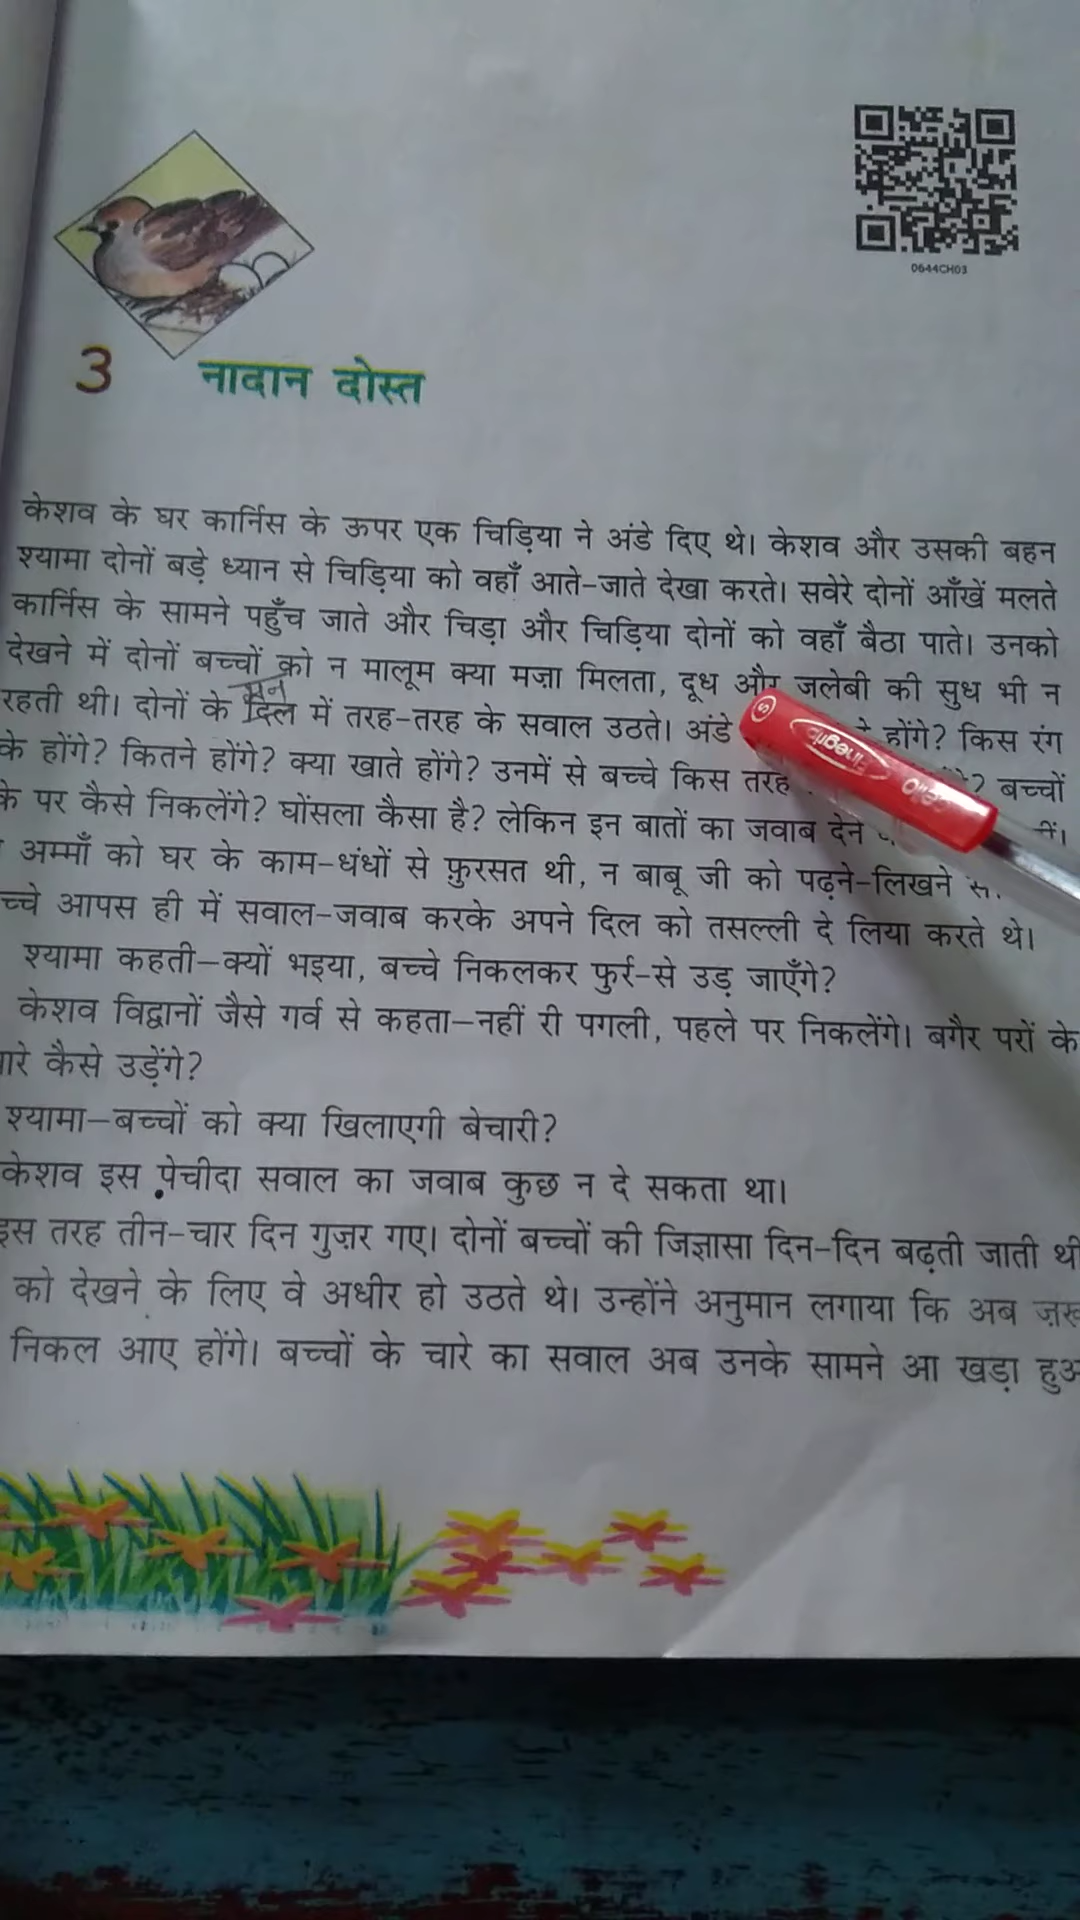 0644CH03
3 नादान दोस्त
केशव के घर कार्निस के ऊपर एक चिड़िया ने अंडे दिए थे। केशव और उसकी बहन
श्यामा दोनों बड़े ध्यान से चिड़िया को वहाँ आते-जाते देखा करते। सवेरे दोनों आँखें मलते
कार्निस के सामने पहुँच जाते और चिड़ा और चिड़िया दोनों को वहाँ बैठा पाते। उनको
देखने में दोनों बच्चों को न मालूम क्या मज़ा मिलता, दूध और जलेबी की सुध भी न
मन
रहती थी। दोनों के दिल में तरह-तरह के सवाल उठते। अंडे होंगे? किस रंग
के होंगे? कितने होंगे? क्या खाते होंगे? उनमें से बच्चे किस तरह बच्चों
के पर कैसे निकलेंगे? घोंसला कैसा है? लेकिन इन बातों का जवाब देने
अम्माँ को घर के काम-धंधों से फ़ुरसत थी, न बाबू जी को पढ़ने-लिखने
आपस ही में सवाल-जवाब करके अपने दिल को तसल्ली दे लिया करते थे।
श्यामा कहती—क्यों भइया, बच्चे निकलकर फुर्र-से उड़ जाएँगे?
केशव विद्वानों जैसे गर्व से कहता—नहीं री पगली, पहले पर निकलेंगे। बगैर परों के
कैसे उड़ेंगे?
श्यामा—बच्चों को क्या खिलाएगी बेचारी?
केशव इस पेचीदा सवाल का जवाब कुछ न दे सकता था।
इस तरह तीन-चार दिन गुज़र गए। दोनों बच्चों की जिज्ञासा दिन-दिन बढ़ती जाती थी
को देखने के लिए वे अधीर हो उठते थे। उन्होंने अनुमान लगाया कि अब
निकल आए होंगे। बच्चों के चारे का सवाल अब उनके सामने आ खड़ा
cello
Finegrip
S